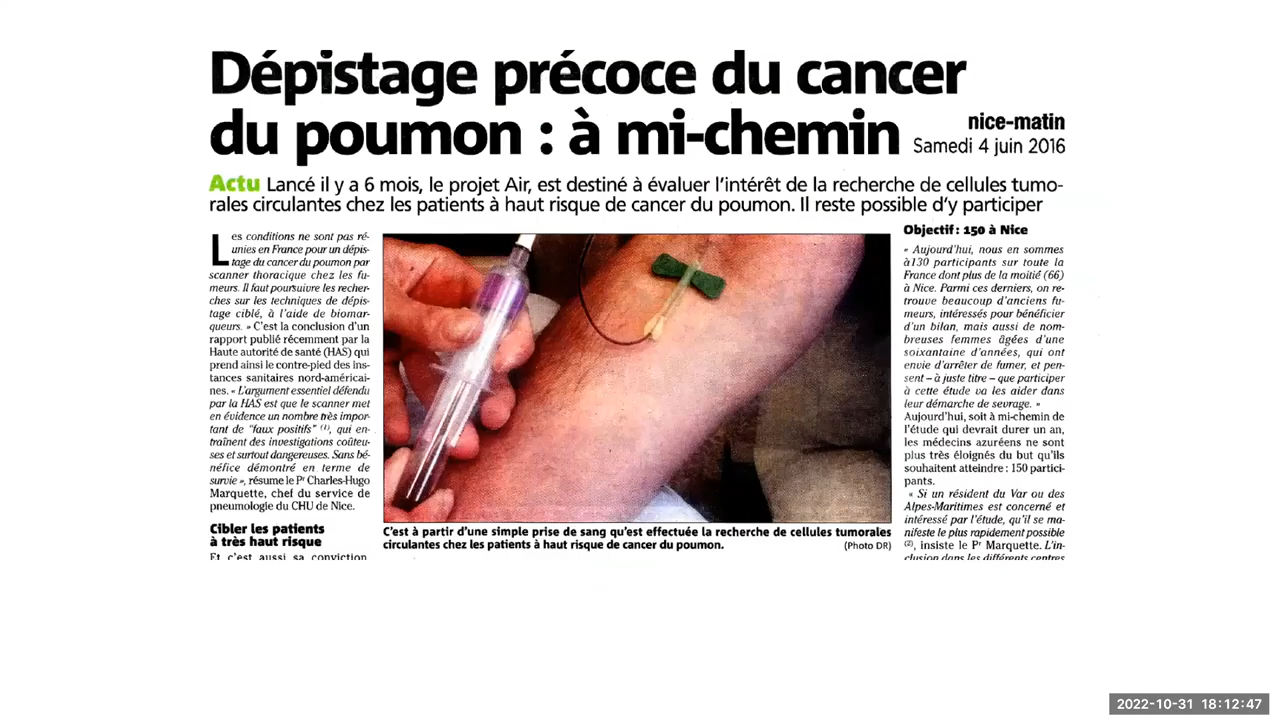 Dépistage précoce du cancer
du poumon : à mi-chemin
nice-matin
Samedi 4 juin 2016
Actu Lancé il y a 6 mois, le projet Air, est destiné à évaluer l'intérêt de la recherche de cellules tumo-
rales circulantes chez les patients à haut risque de cancer du poumon. Il reste possible d'y participer
Les conditions ne sont pas ré-
unies en France pour un dépis-
tage du cancer du poumon par
scanner thoracique chez les fu-
meurs. Il faut poursuivre les recher-
ches sur les techniques de dépis-
tage ciblé, à l'aide de biomar-
queurs. » C'est la conclusion d'un
rapport publié récemment par la
Haute autorité de santé (HAS) qui
prend ainsi le contre-pied des ins-
tances sanitaires nord-américai-
nes. « L'argument essentiel défendu
par la HAS est que le scanner met
en évidence un nombre très impor-
tant de "faux positifs" (1), qui en-
traînent des investigations coûteu-
ses et surtout dangereuses. Sans bé-
néfice démontré en terme de
survie », résume le Pr Charles-Hugo
Marquette, chef du service de
pneumologie du CHU de Nice.
Cibler les patients
à très haut risque
Et c'est aussi sa conviction
C'est à partir d'une simple prise de sang qu'est effectuée la recherche de cellules tumorales
circulantes chez les patients à haut risque de cancer du poumon.
(Photo DR)
Objectif : 150 à Nice
« Aujourd'hui, nous en sommes
à 130 participants sur toute la
France dont plus de la moitié (66)
à Nice. Parmi ces derniers, on re-
trouve beaucoup d'anciens fu-
meurs, intéressés pour bénéficier
d'un bilan, mais aussi de nom-
breuses femmes âgées d'une
soixantaine d'années, qui ont
envie d'arrêter de fumer, et pen-
sent – à juste titre – que participer
à cette étude va les aider dans
leur démarche de sevrage. »
Aujourd'hui, soit à mi-chemin de
l'étude qui devrait durer un an,
les médecins azuréens ne sont
plus très éloignés du but qu'ils
souhaitent atteindre : 150 partici-
pants.
« Si un résident du Var ou des
Alpes-Maritimes est concerné et
intéressé par l'étude, qu'il se ma-
nifeste le plus rapidement possible
(2), insiste le Pr Marquette. L'in-
clusion dans les différents centres
2022-10-31 18:12:47